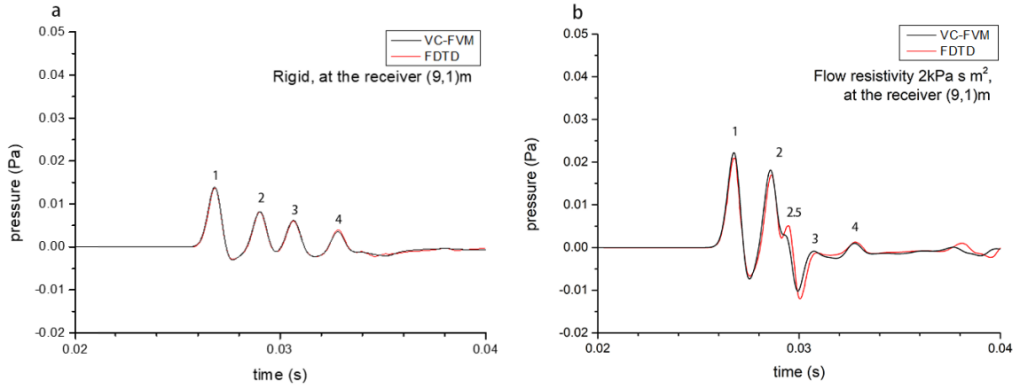 a
0.05
0.04
0.03
0.02
0.01
0.00
-0.01
-0.02
pressure (Pa)
VC-FVM
FDTD
Rigid, at the receiver (9,1)m
1
2
3
4
0.02
0.03
0.04
time (s)
b
0.05
0.04
0.03
0.02
0.01
0.00
-0.01
-0.02
pressure (Pa)
VC-FVM
FDTD
Flow resistivity 2kPa s m²,
at the receiver (9,1)m
1
2
2.5
3
4
0.02
0.03
0.04
time (s)